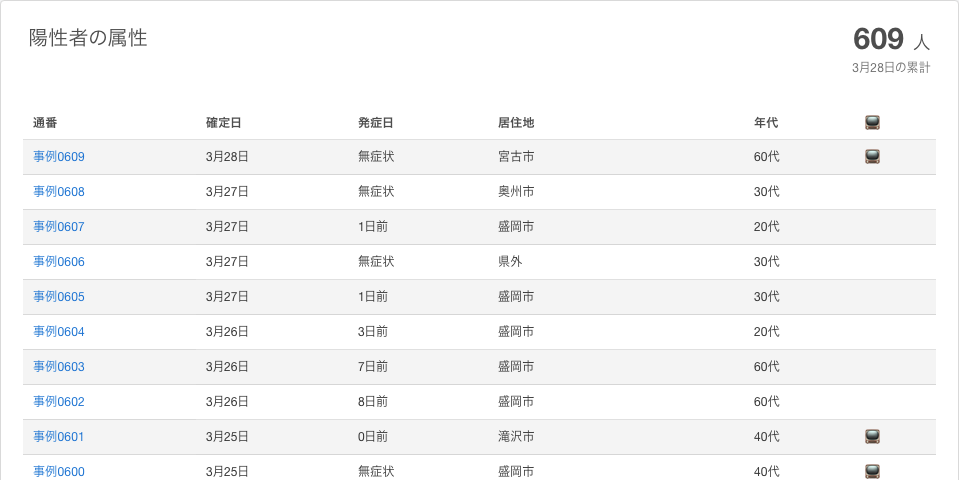 陽性者の属性
609 人
3月28日の累計
通番 確定日 発症日 居住地 年代
事例0609 3月28日 無症状 宮古市 60代
事例0608 3月27日 無症状 奥州市 30代
事例0607 3月27日 1日前 盛岡市 20代
事例0606 3月27日 無症状 県外 30代
事例0605 3月27日 1日前 盛岡市 30代
事例0604 3月26日 3日前 盛岡市 20代
事例0603 3月26日 7日前 盛岡市 60代
事例0602 3月26日 8日前 盛岡市 60代
事例0601 3月25日 0日前 滝沢市 40代
事例0600 3月25日 無症状 盛岡市 40代